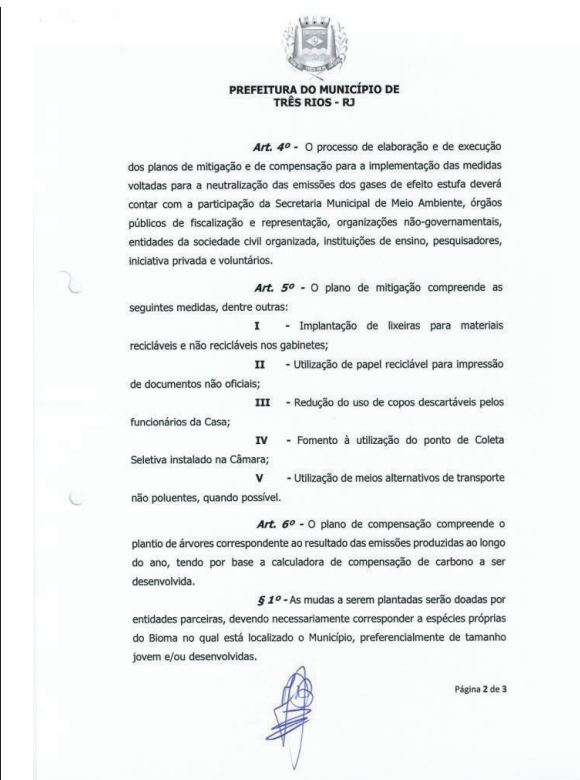 PREFEITURA DO MUNICÍPIO DE
TRÊS RIOS - RJ
Art. 4º - O processo de elaboração e de execução
dos planos de mitigação e de compensação para a implementação das medidas
voltadas para a neutralização das emissões dos gases de efeito estufa deverá
contar com a participação da Secretaria Municipal de Meio Ambiente, órgãos
públicos de fiscalização e representação, organizações não-governamentais,
entidades da sociedade civil organizada, instituições de ensino, pesquisadores,
iniciativa privada e voluntários.
Art. 5º - O plano de mitigação compreende as
seguintes medidas, dentre outras:
I - Implantação de lixeiras para materiais
recicláveis e não recicláveis nos gabinetes;
II - Utilização de papel reciclável para impressão
de documentos não oficiais;
III - Redução do uso de copos descartáveis pelos
funcionários da Casa;
IV - Fomento à utilização do ponto de Coleta
Seletiva instalado na Câmara;
V - Utilização de meios alternativos de transporte
não poluentes, quando possível.
Art. 6º - O plano de compensação compreende o
plantio de árvores correspondente ao resultado das emissões produzidas ao longo
do ano, tendo por base a calculadora de compensação de carbono a ser
desenvolvida.
§ 1º - As mudas a serem plantadas serão doadas por
entidades parceiras, devendo necessariamente corresponder a espécies próprias
do Bioma no qual está localizado o Município, preferencialmente de tamanho
jovem e/ou desenvolvidas.
Página 2 de 3